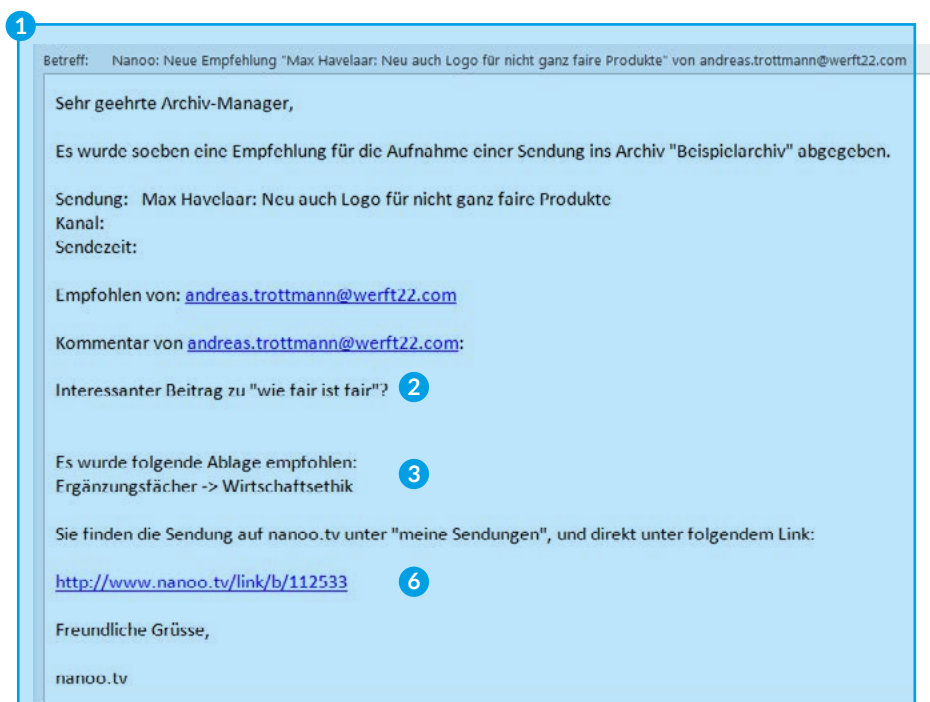 1
Betreff: Nanoo: Neue Empfehlung "Max Havelaar: Neu auch Logo für nicht ganz faire Produkte" von andreas.trottmann@werft22.com
Sehr geehrte Archiv-Manager,
Es wurde soeben eine Empfehlung für die Aufnahme einer Sendung ins Archiv "Beispielarchiv" abgegeben.
Sendung: Max Havelaar: Neu auch Logo für nicht ganz faire Produkte
Kanal:
Sendezeit:
Empfohlen von: andreas.trottmann@werft22.com
Kommentar von andreas.trottmann@werft22.com:
Interessanter Beitrag zu "wie fair ist fair"? 2
Es wurde folgende Ablage empfohlen:
3
Ergänzungsfächer -> Wirtschaftsethik
Sie finden die Sendung auf nanoo.tv unter "meine Sendungen", und direkt unter folgendem Link:
http://www.nanoo.tv/link/b/112533 6
Freundliche Grüsse,
nanoo.tv